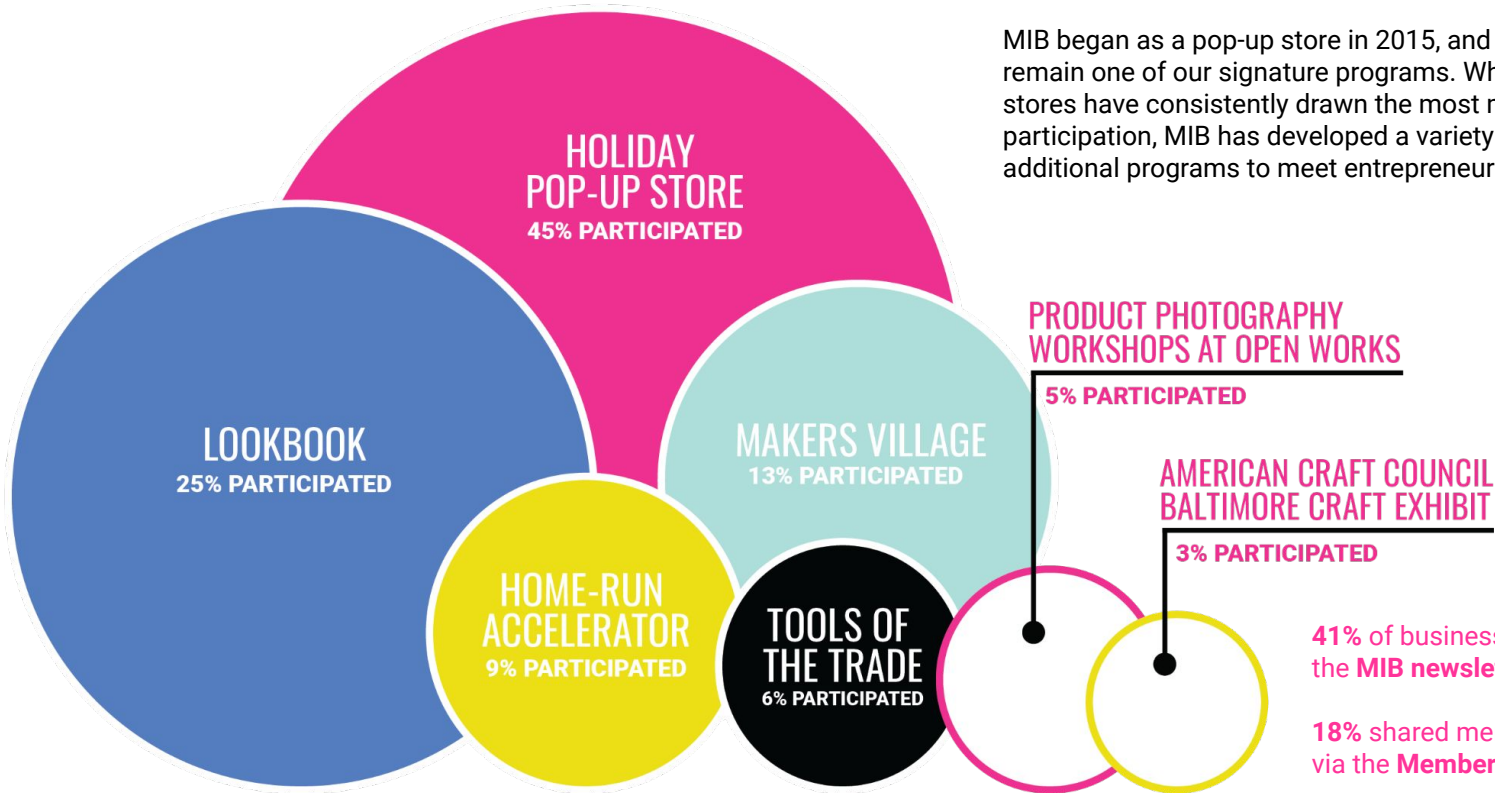 MIB began as a pop-up store in 2015, and
remain one of our signature programs.
stores have consistently drawn the most
participation, MIB has developed a variety
additional programs to meet
HOLIDAY
POP-UP STORE
45% PARTICIPATED
LOOKBOOK
25% PARTICIPATED
MAKERS VILLAGE
13% PARTICIPATED
HOME-RUN
ACCELERATOR
9% PARTICIPATED
TOOLS OF
THE TRADE
6% PARTICIPATED
PRODUCT PHOTOGRAPHY
WORKSHOPS AT OPEN WORKS
5% PARTICIPATED
AMERICAN CRAFT COUNCIL
BALTIMORE CRAFT EXHIBIT
3% PARTICIPATED
41% of
the MIB
18% shared
via the